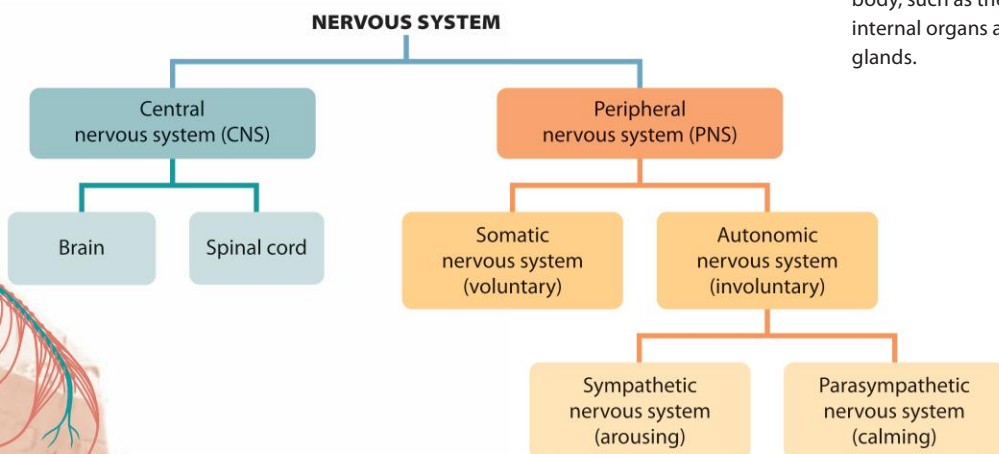 body, such as the
internal organs a
glands.
NERVOUS SYSTEM
Central
nervous system (CNS)
Peripheral
nervous system (PNS)
Brain
Spinal cord
Somatic
nervous system
(voluntary)
Autonomic
nervous system
(involuntary)
Sympathetic
nervous system
(arousing)
Parasympathetic
nervous system
(calming)